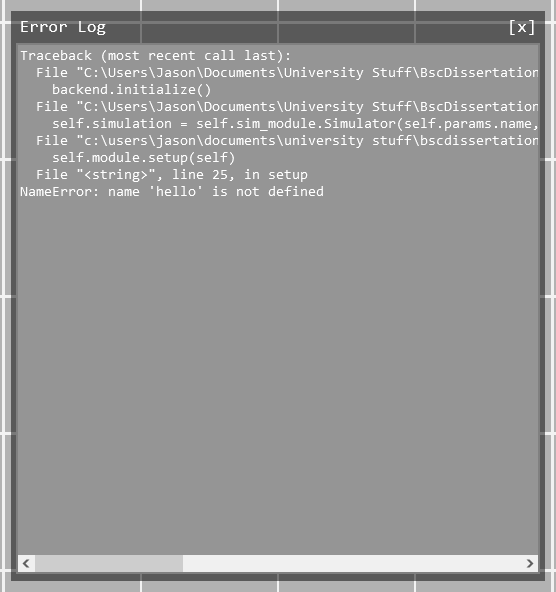 Error Log [x]
Traceback (most recent call last):
File "C:\Users\Jason\Documents\University Stuff\BscDissertation
backend.initialize()
File "C:\Users\Jason\Documents\University Stuff\BscDissertation
self.simulation = self.sim_module.Simulator(self.params.name,
File "c:\users\jason\documents\university stuff\bscdissertation
self.module.setup(self)
File "<string>", line 25, in setup
NameError: name 'hello' is not defined